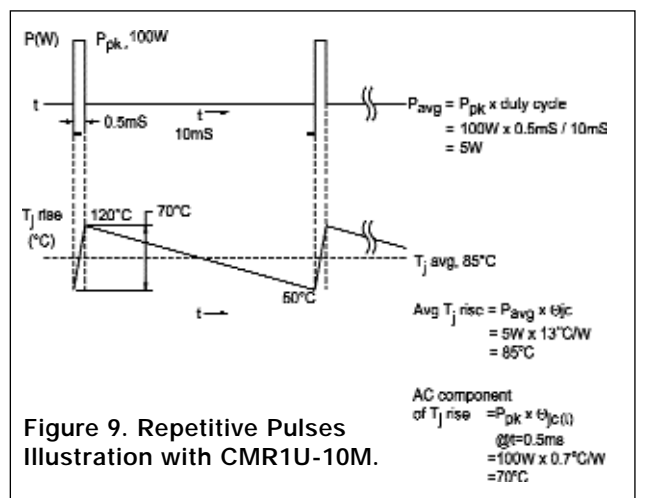 P(W) Ppk, 100W
t
t
0.5mS
10mS
Pavg = Ppk x duty cycle
= 100W x 0.5mS / 10mS
= 5W
Tj rise
(°C)
120°C
70°C
50°C
t
Tj avg, 85°C
Avg Tj rise = Pavg x Θjc
= 5W x 13°C/W
= 85°C
AC component
of Tj rise =Ppk x Θjc(t)
@t=0.5ms
=100W x 0.7°C/W
=70°C
Figure 9. Repetitive Pulses
Illustration with CMR1U-10M.